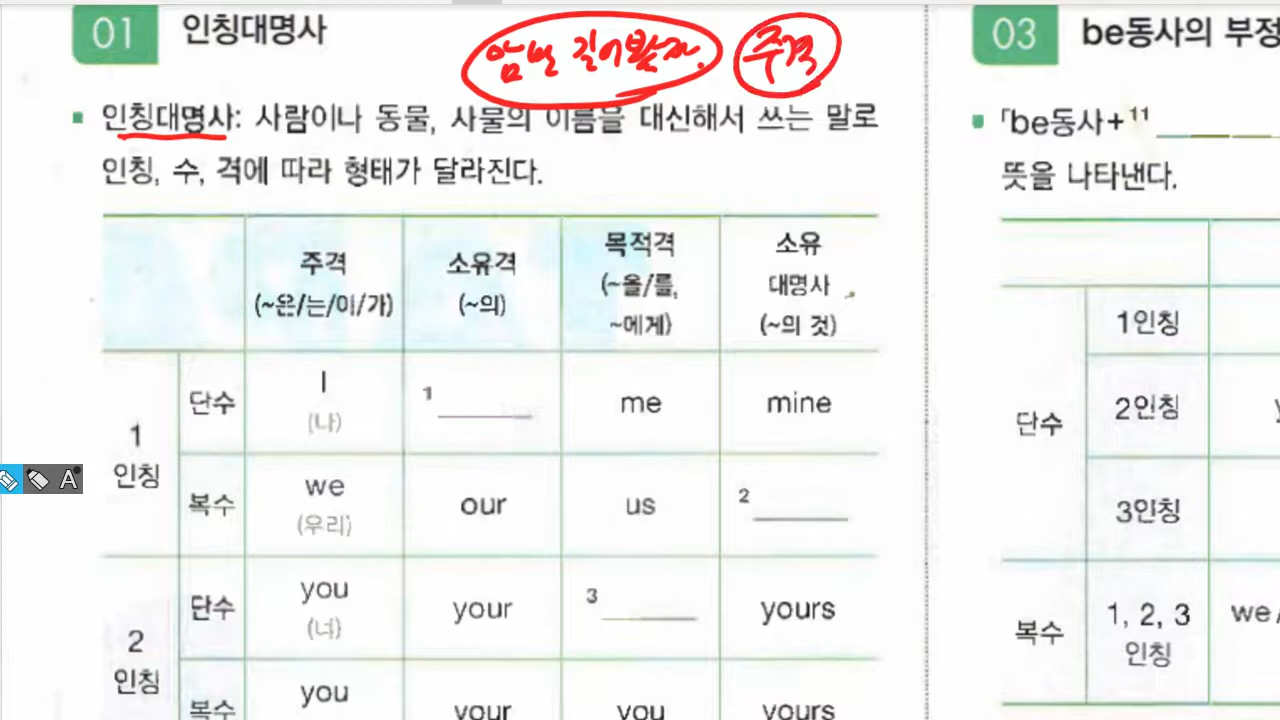 01 인칭대명사
주격
인칭대명사: 사람이나 동물, 사물의 이름을 대신해서 쓰는 말로
인칭, 수, 격에 따라 형태가 달라진다.
주격 소유격 목적격 소유
(~은/는/이/가) (~의) (~을/를, 대명사
~에게) (~의 것)
1 인칭 단수 I 1 me mine
(나)
복수 we our us 2
(우리)
2 인칭 단수 you your 3 yours
(너)
복수 you your you yours
03 be동사의 부정
「be동사+11
뜻을 나타낸다.
단수 1인칭
2인칭
3인칭
복수 1, 2, 3 we/
인칭
A